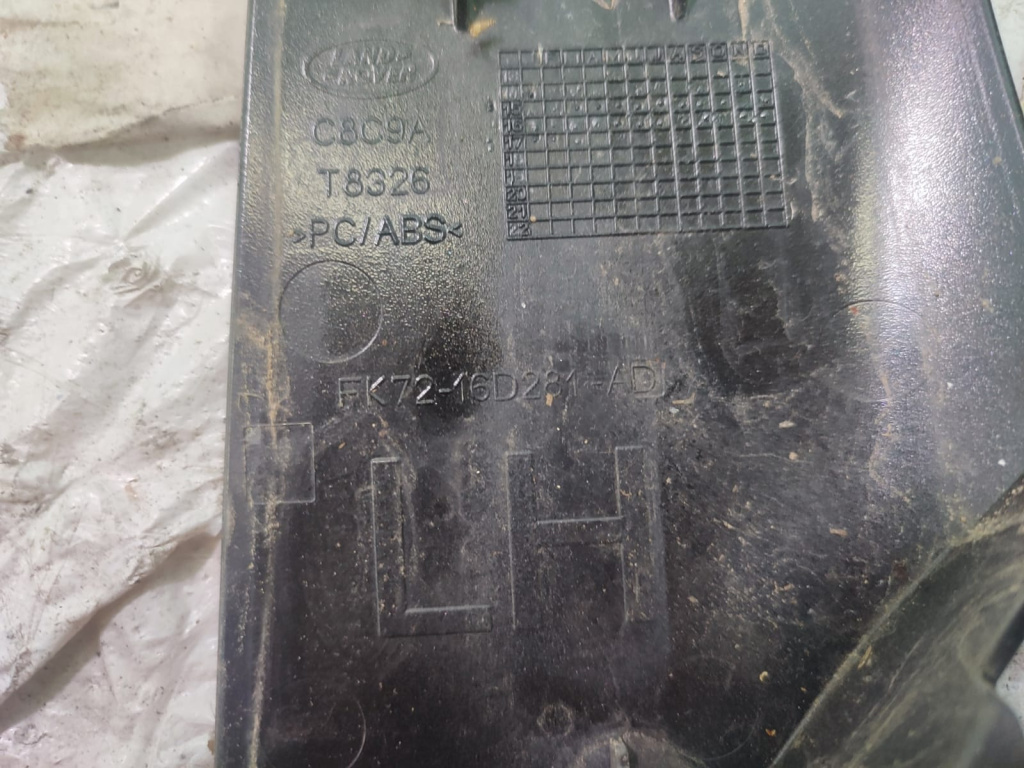 LAND-
ROVER
C8C9A
T8326
>PC/ABS<
FK72-16D281-AD
LH